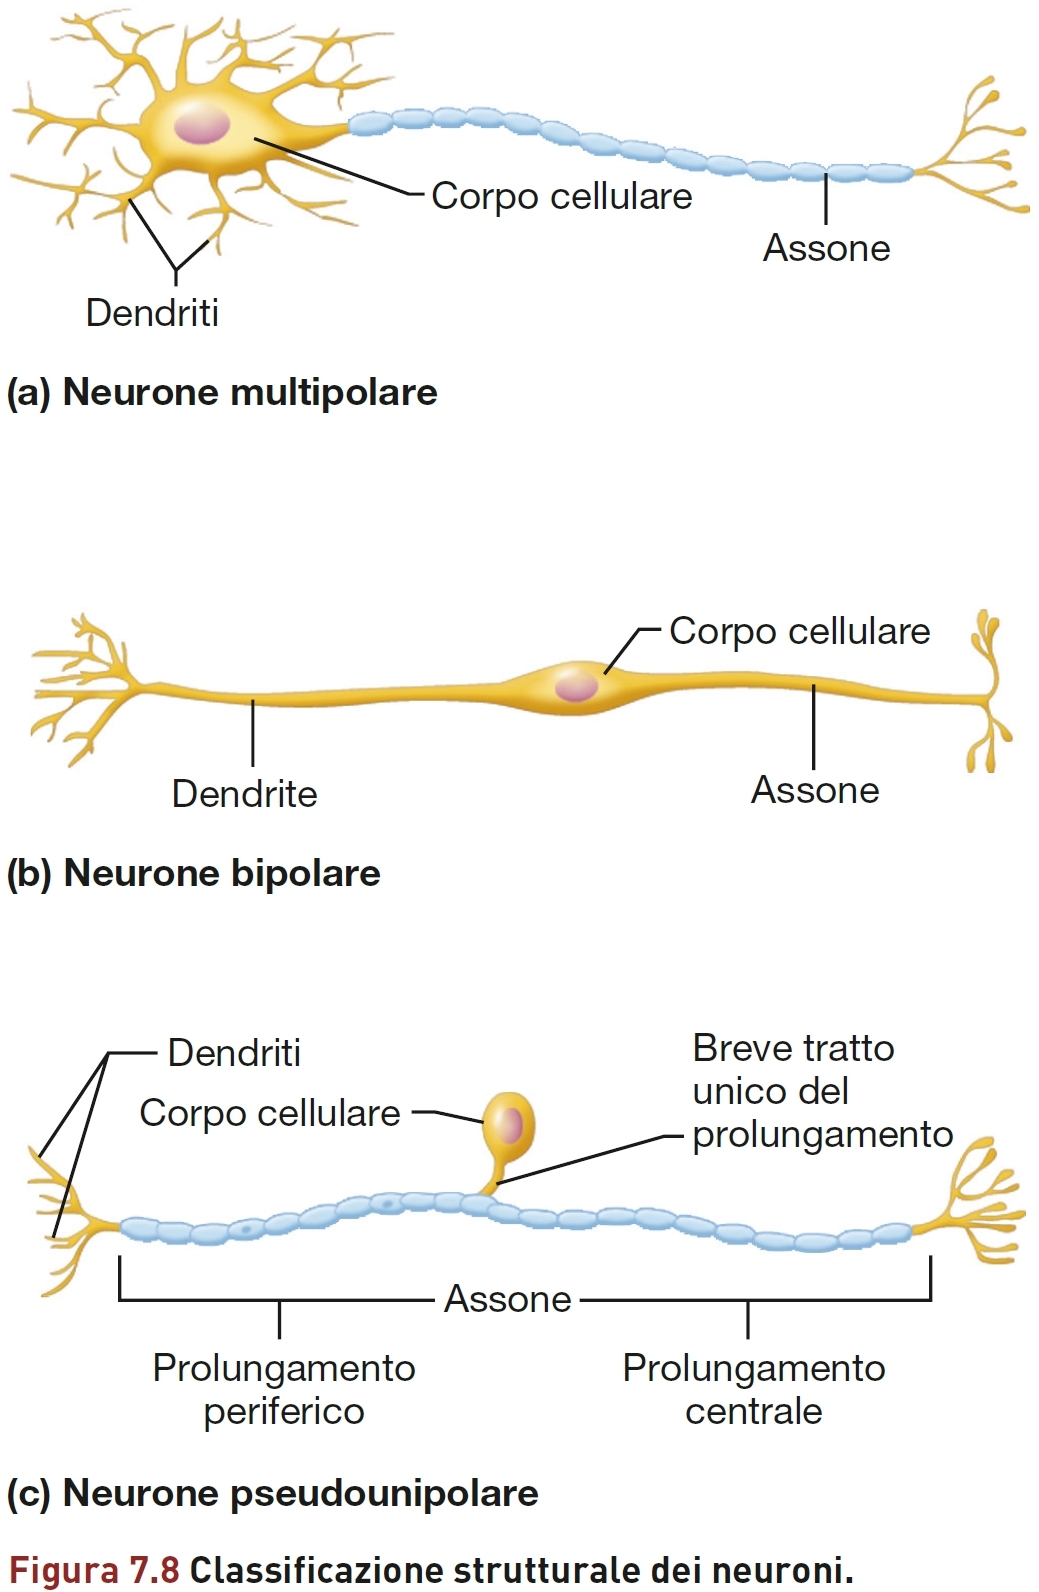 Corpo cellulare
Assone
Dendriti
(a) Neurone multipolare
Corpo cellulare
Dendrite
Assone
(b) Neurone bipolare
Dendriti
Corpo cellulare
Breve tratto
unico del
prolungamento
Assone
Prolungamento
periferico
Prolungamento
centrale
(c) Neurone pseudounipolare
Figura 7.8 Classificazione strutturale dei neuroni.